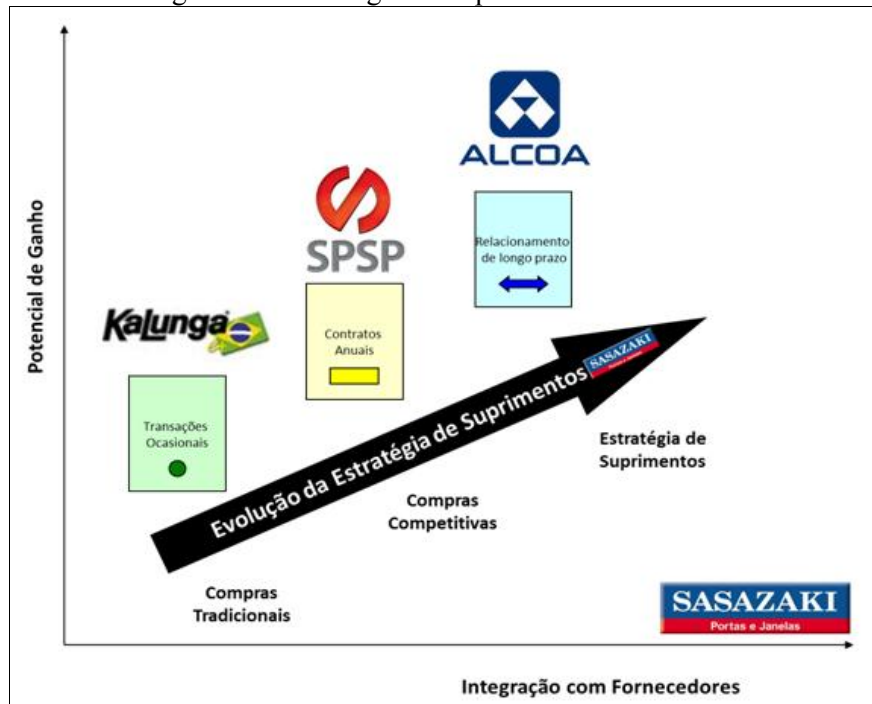 Potencial de Ganho
ALCOA
SPSP
Kalunga
Relacionamento
de longo prazo
Contratos
Anuais
Transações
Ocasionais
Evolução da Estratégia de Suprimentos
SASAZAKI
Estratégia de
Suprimentos
Compras
Competitivas
Compras
Tradicionais
SASAZAKI
Portas e Janelas
Integração com Fornecedores